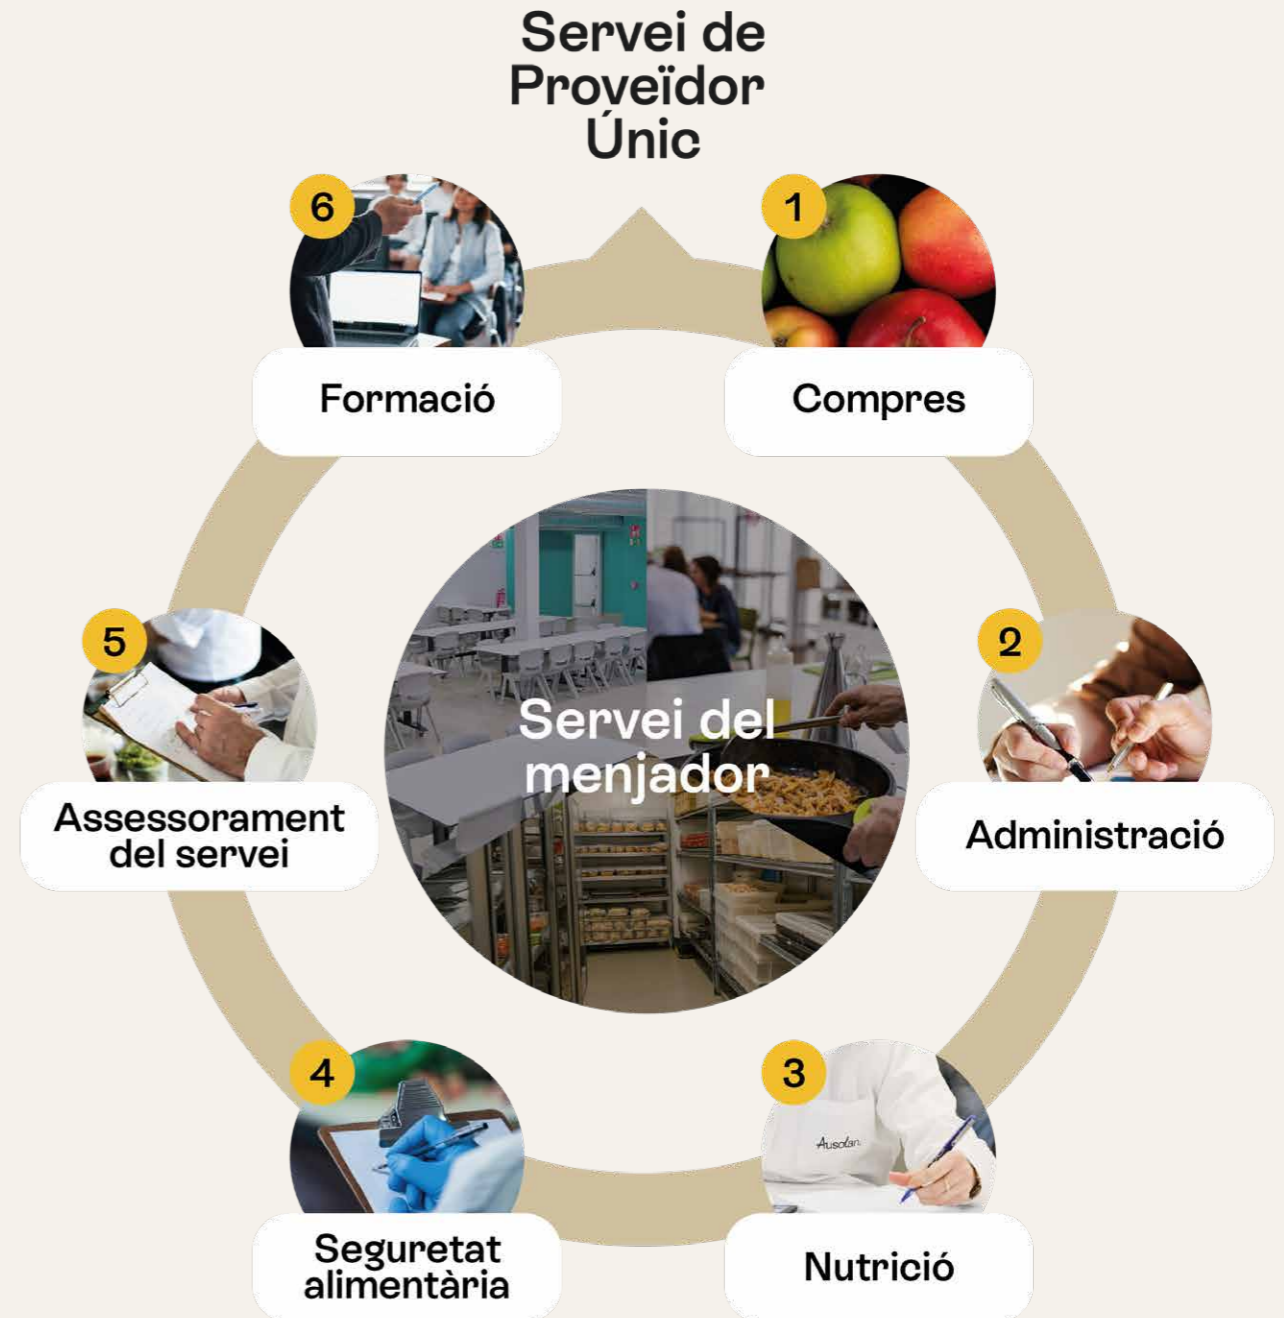 Servei de
Proveïdor
Únic
6
Formació
1
Compres
5
Assessorament
del servei
Servei del
menjador
2
Administració
4
Seguretat
alimentària
3
Ausolan
Nutrició